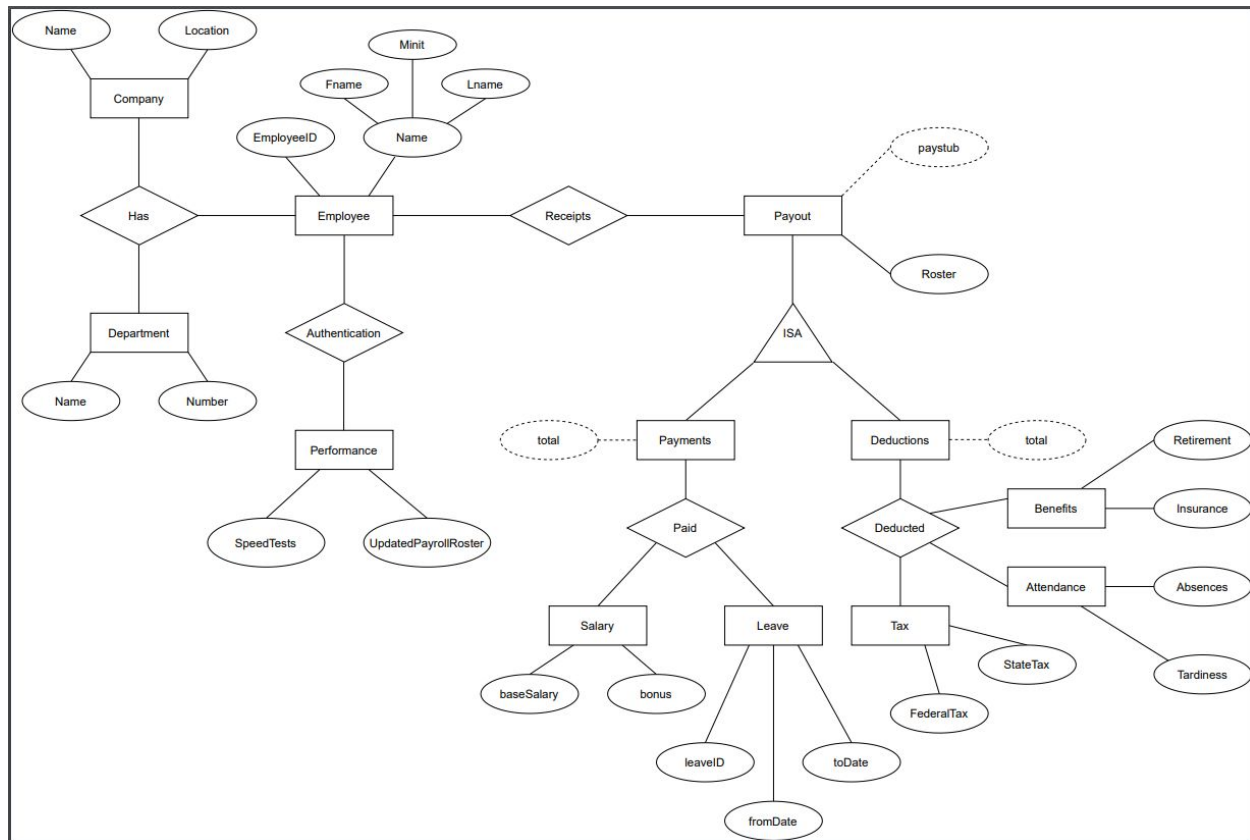 Name
Location
Minit
Fname
Lname
Company
EmployeeID
Name
paystub
Has
Employee
Receipts
Payout
Roster
Department
Authentication
ISA
Name
Number
Performance
total
Payments
Deductions
total
Retirement
Benefits
Insurance
SpeedTests
UpdatedPayrollRoster
Paid
Deducted
Attendance
Absences
Salary
Leave
Tax
StateTax
Tardiness
baseSalary
bonus
FederalTax
leaveID
toDate
fromDate